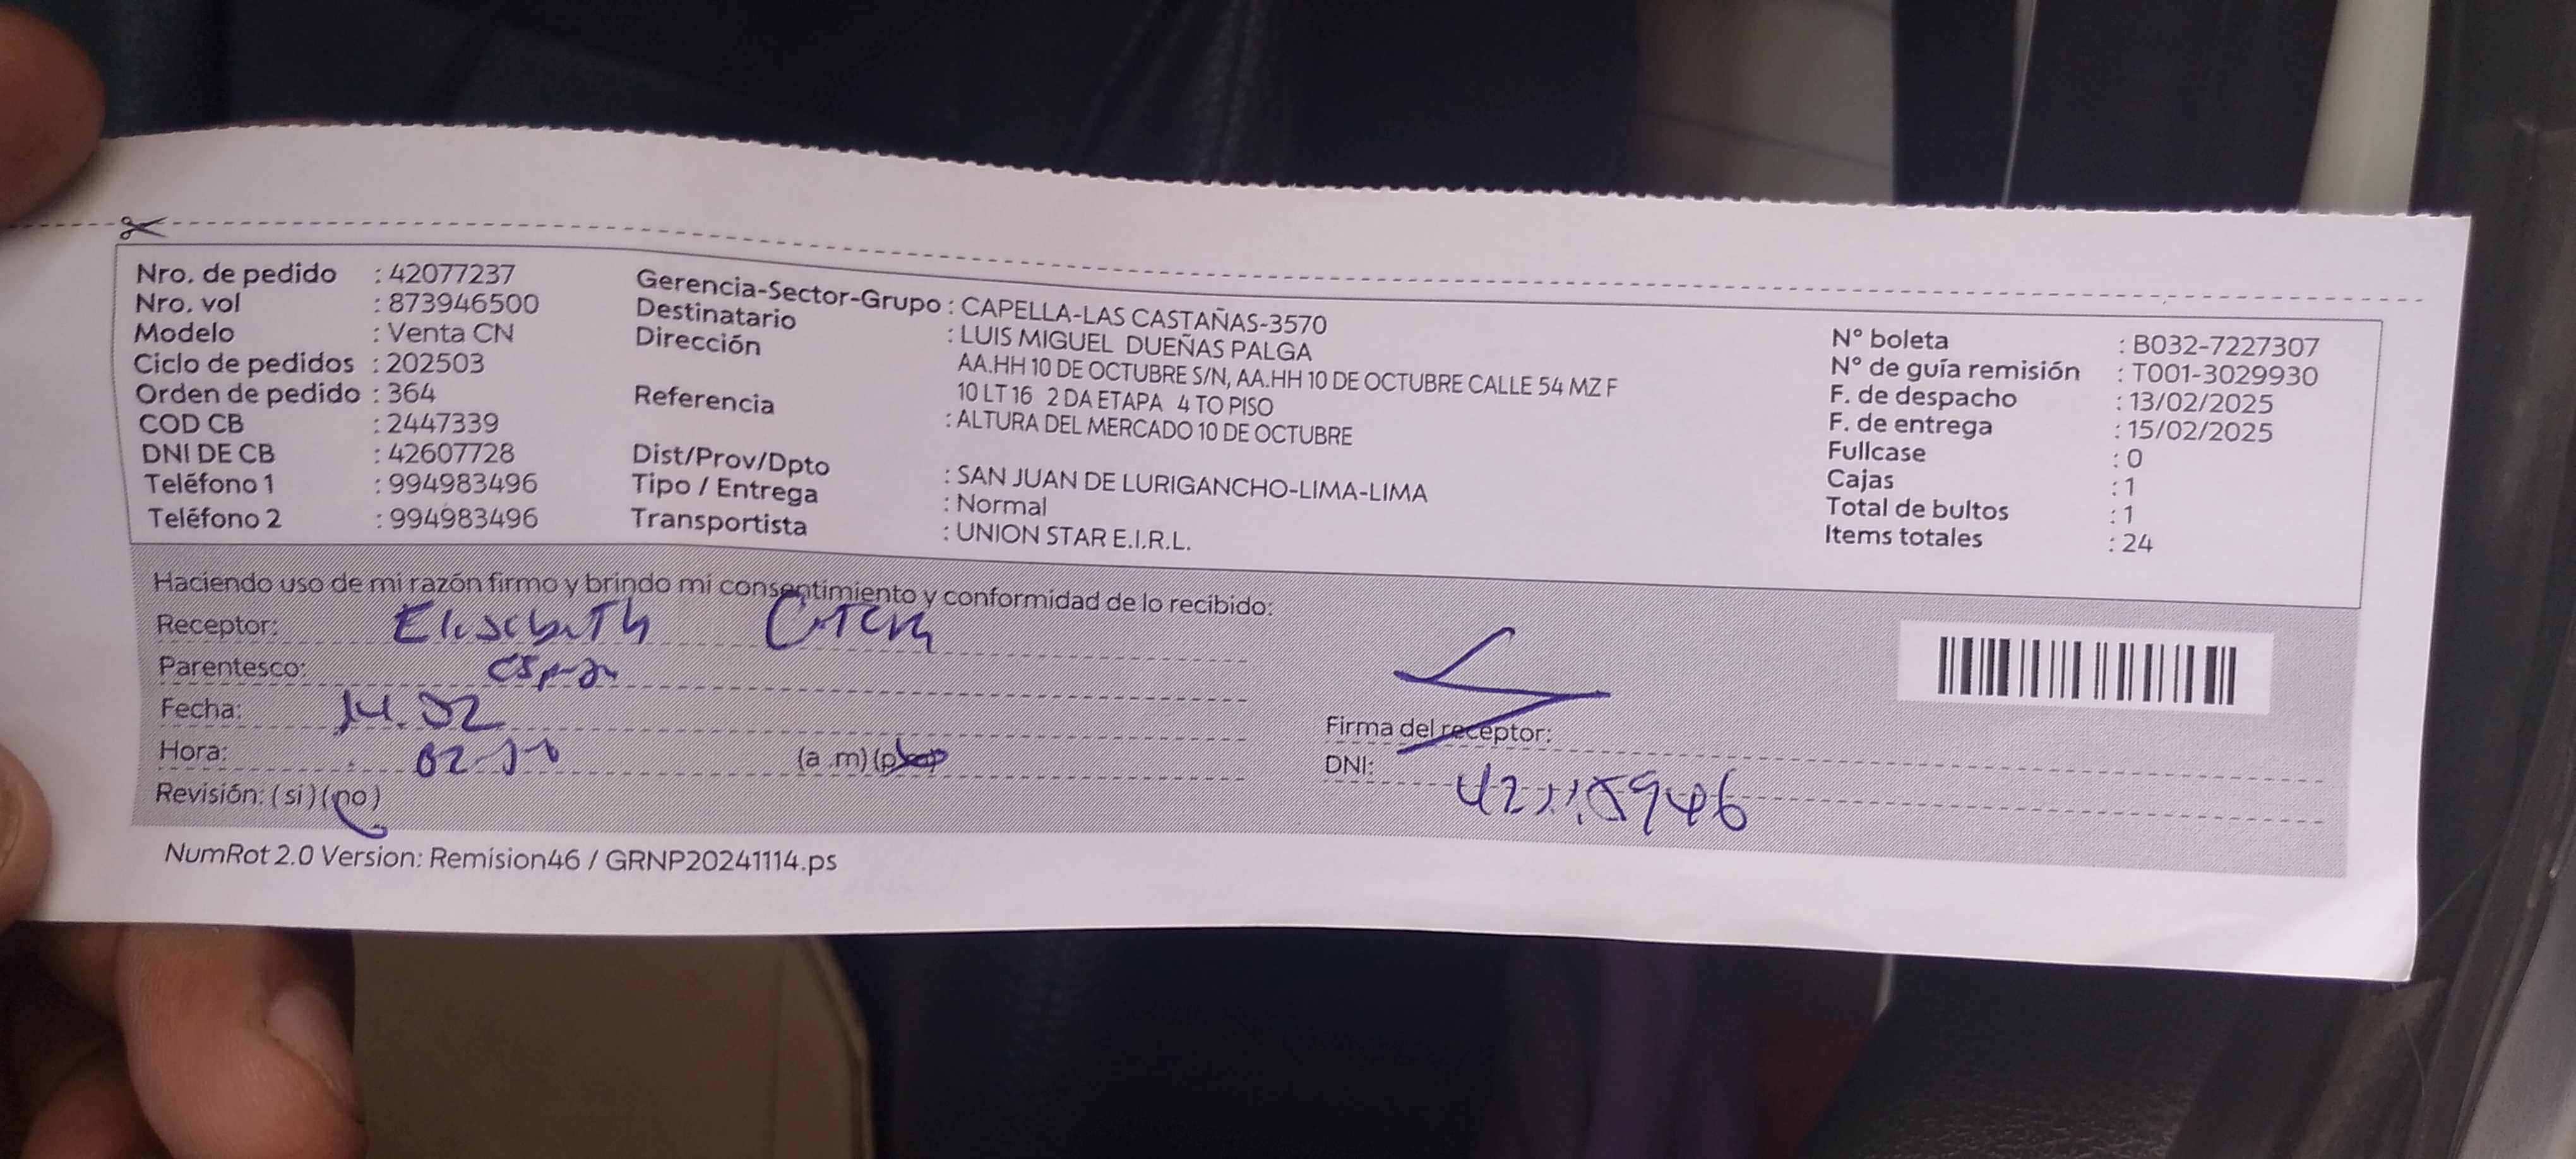 Nro. de pedido : 42077237
Nro. vol : 873946500
Modelo : Venta CN
Ciclo de pedidos : 202503
Orden de pedido : 364
COD CB : 2447339
DNI DE CB : 42607728
Teléfono 1 : 994983496
Teléfono 2 : 994983496
Gerencia-Sector-Grupo : CAPELLA-LAS CASTAÑAS-3570
Destinatario : LUIS MIGUEL DUEÑAS PALGA
Dirección AA.HH 10 DE OCTUBRE S/N, AA.HH 10 DE OCTUBRE CALLE 54 MZ F
10 LT 16 2 DA ETAPA 4 TO PISO
Referencia : ALTURA DEL MERCADO 10 DE OCTUBRE
Dist/Prov/Dpto : SAN JUAN DE LURIGANCHO-LIMA-LIMA
Tipo / Entrega : Normal
Transportista : UNION STAR E.I.R.L.
N° boleta : B032-7227307
N° de guía remisión : T001-3029930
F. de despacho : 13/02/2025
F. de entrega : 15/02/2025
Fullcase : 0
Cajas : 1
Total de bultos : 1
Items totales : 24
Haciendo uso de mi razón firmo y brindo mi consentimiento y conformidad de lo recibido:
Receptor: Elisabeth
Parentesco:
Fecha: 14.02
Hora: (a .m)
Revisión: (si) (no)
Firma del receptor:
DNI:
NumRot 2.0 Version: Remision46 / GRNP20241114.ps